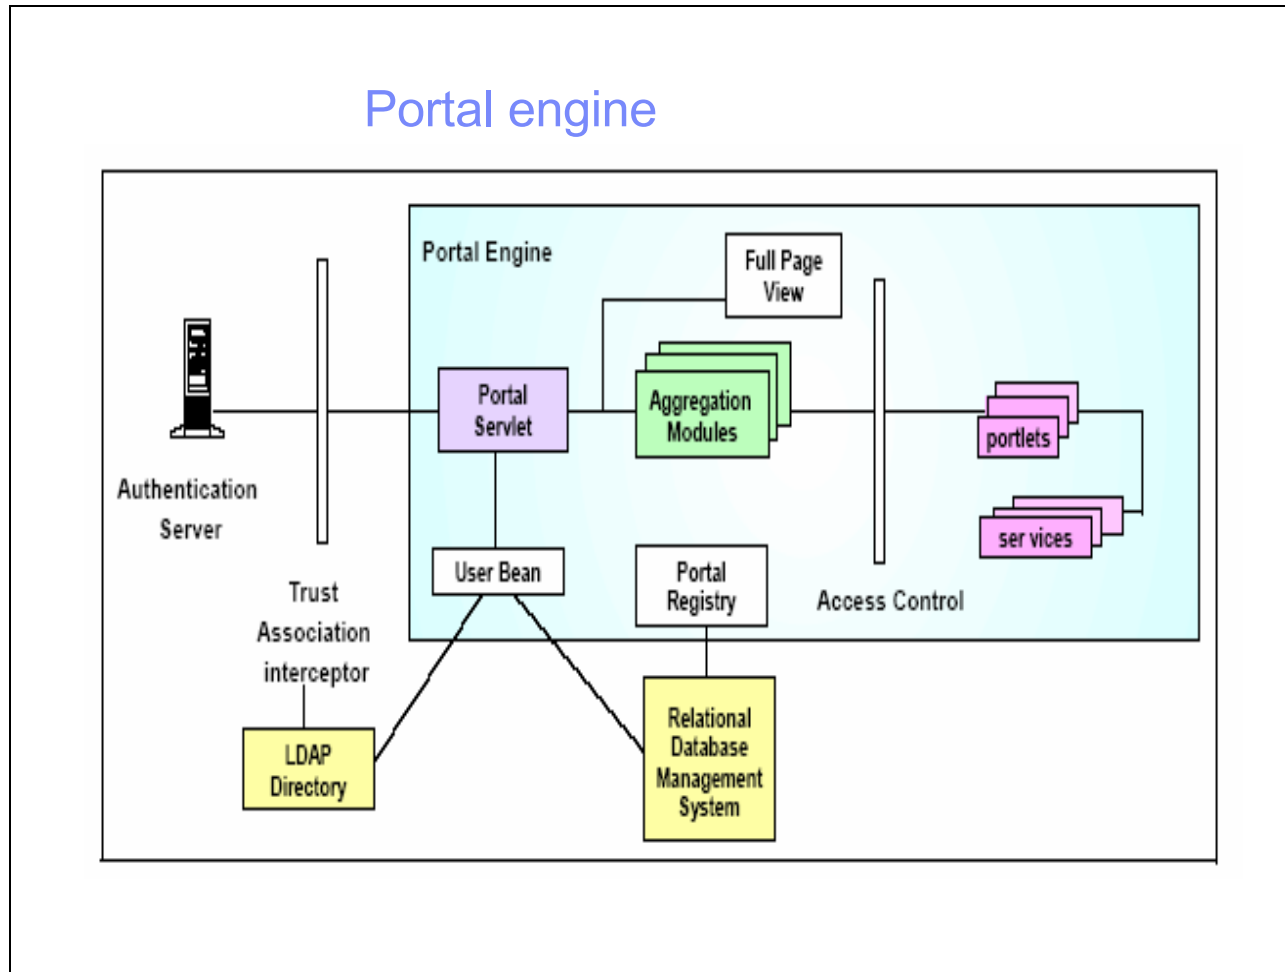 Portal engine
Portal Engine
Full Page
View
Portal
Servlet
Aggregation
Modules
portlets
ser vices
Authentication
Server
User Bean
Portal
Registry
Access Control
Trust
Association
interceptor
LDAP
Directory
Relational
Database
Management
System